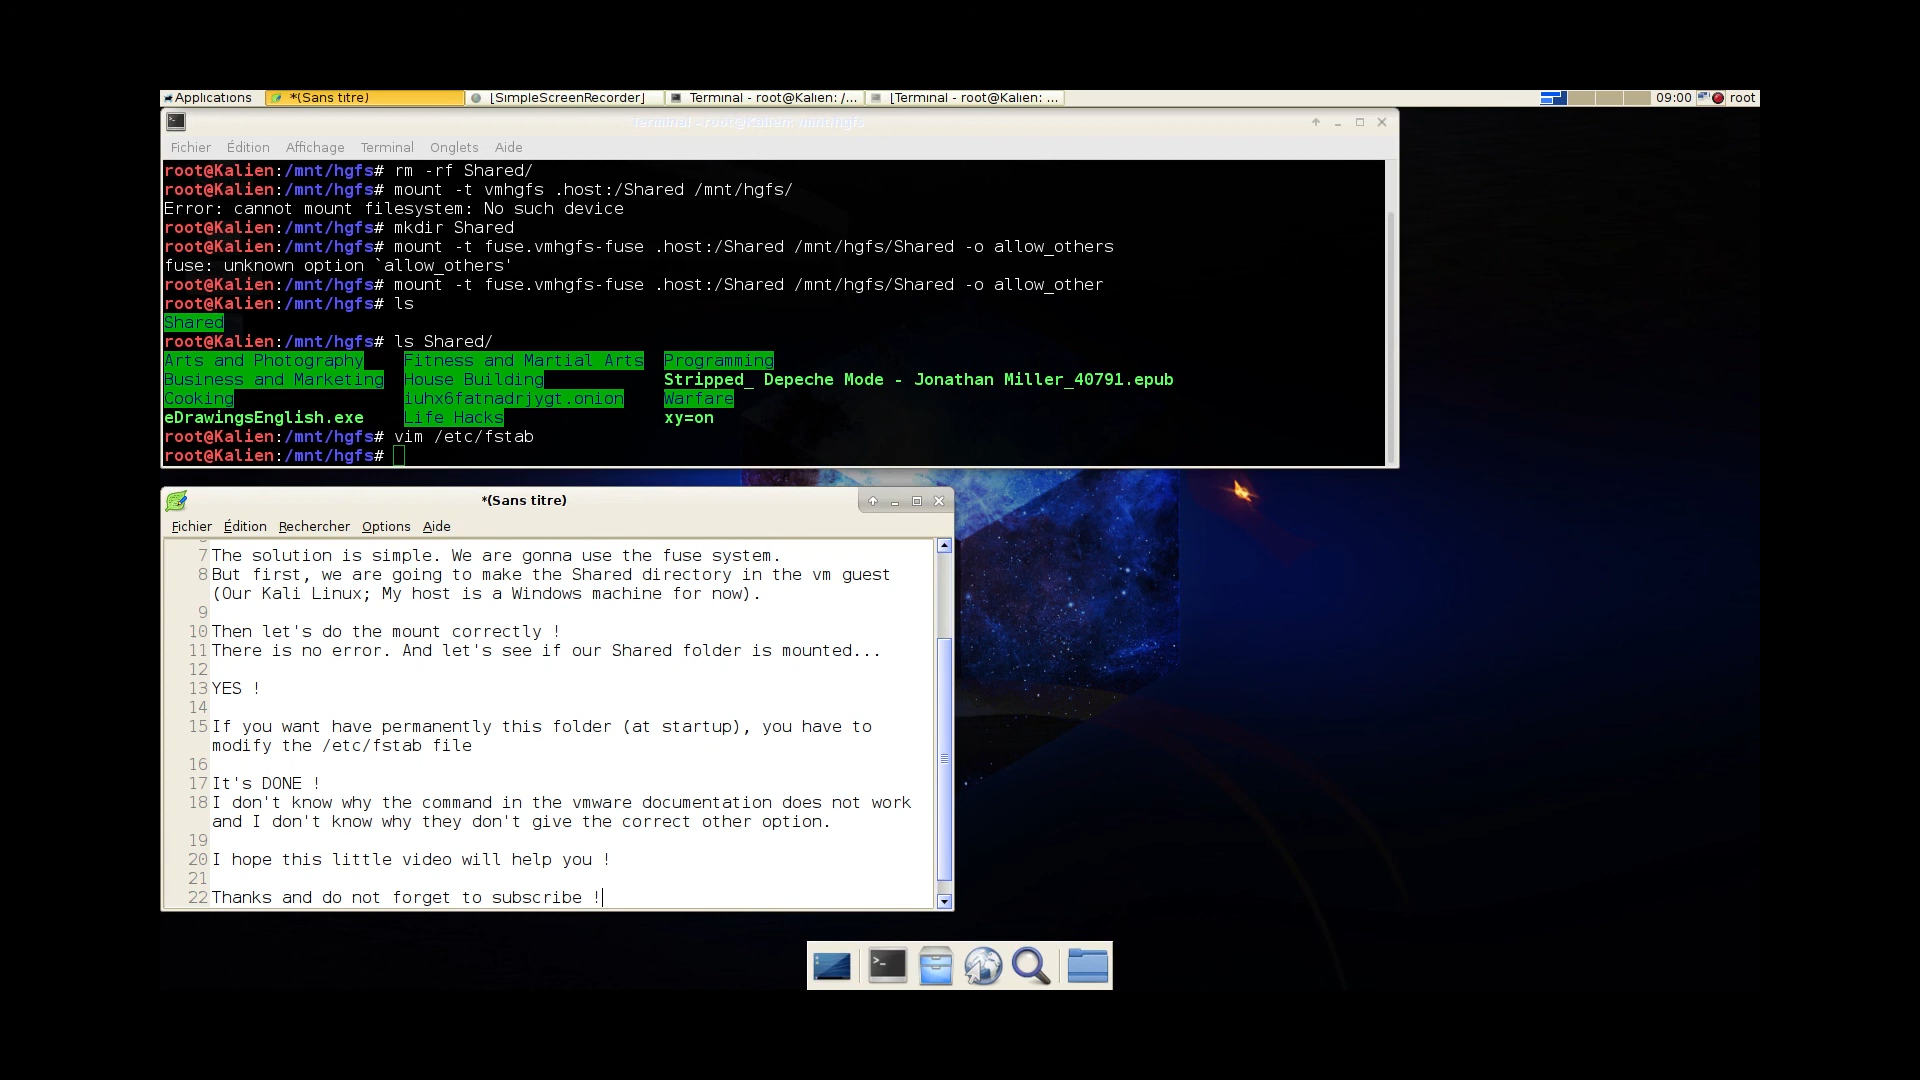 Applications
*(Sans titre)
[SimpleScreenRecorder]
Terminal - root@Kalien: /...
[Terminal - root@Kalien: ...
09:00
root
Terminal - root@Kalien: /mnt/hgfs
Fichier Édition Affichage Terminal Onglets Aide
root@Kalien:/mnt/hgfs# rm -rf Shared/
root@Kalien:/mnt/hgfs# mount -t vmhgfs .host:/Shared /mnt/hgfs/
Error: cannot mount filesystem: No such device
root@Kalien:/mnt/hgfs# mkdir Shared
root@Kalien:/mnt/hgfs# mount -t fuse.vmhgfs-fuse .host:/Shared /mnt/hgfs/Shared -o allow_others
fuse: unknown option `allow_others'
root@Kalien:/mnt/hgfs# mount -t fuse.vmhgfs-fuse .host:/Shared /mnt/hgfs/Shared -o allow_other
root@Kalien:/mnt/hgfs# ls
Shared
root@Kalien:/mnt/hgfs# ls Shared/
Arts and Photography Fitness and Martial Arts Programming
Business and Marketing House Building Stripped_ Depeche Mode - Jonathan Miller_40791.epub
Cooking iuhx6fatnadrjygt.onion Warfare
eDrawingsEnglish.exe Life Hacks xy=on
root@Kalien:/mnt/hgfs# vim /etc/fstab
root@Kalien:/mnt/hgfs#
*(Sans titre)
Fichier Édition Rechercher Options Aide
7 The solution is simple. We are gonna use the fuse system.
8 But first, we are going to make the Shared directory in the vm guest
(Our Kali Linux; My host is a Windows machine for now).
9
10 Then let's do the mount correctly !
11 There is no error. And let's see if our Shared folder is mounted...
12
13 YES !
14
15 If you want have permanently this folder (at startup), you have to
modify the /etc/fstab file
16
17 It's DONE !
18 I don't know why the command in the vmware documentation does not work
and I don't know why they don't give the correct other option.
19
20 I hope this little video will help you !
21
22 Thanks and do not forget to subscribe !